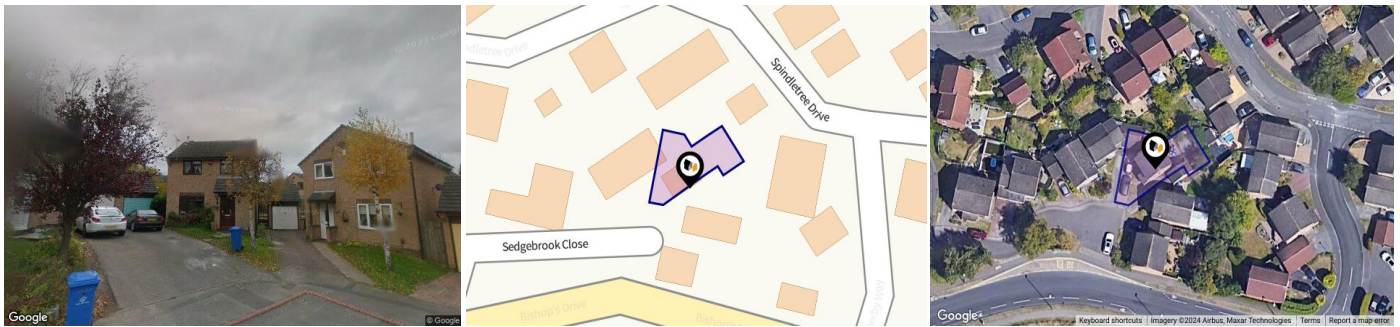 Google
© Google
Spindletree Drive
Sedgebrook Close
Bishop's Drive
Google
Keyboard shortcuts
Imagery ©2024 Airbus, Maxar Technologies
Terms
Report a map error